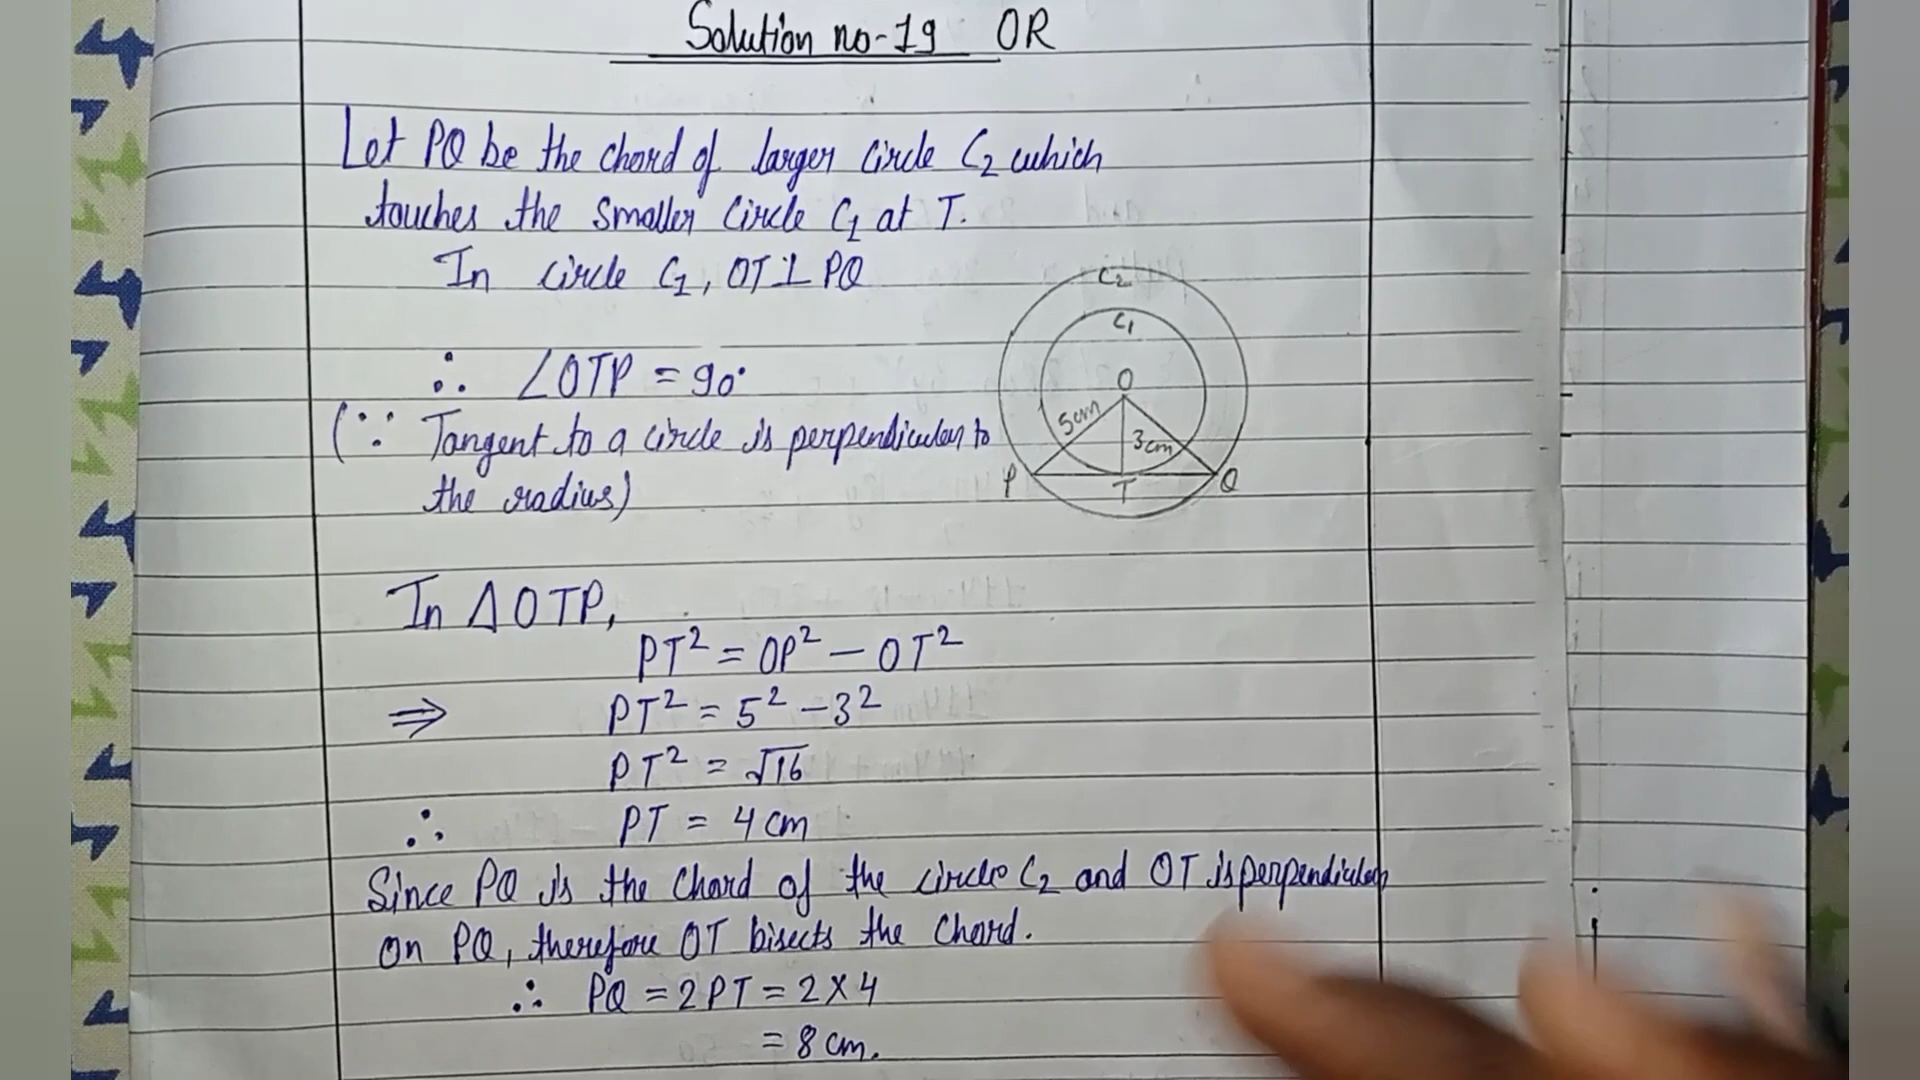 Solution no-19 OR
Let PQ be the chord of larger circle C₂ which
touches the smaller circle C₁ at T.
In circle C₁, OT⊥PQ
∴ ∠OTP = 90°
(∵ Tangent to a circle is perpendicular to
the radius)
C₂
C₁
O
5cm
3cm
P T Q
In ΔOTP,
PT² = OP² – OT²
⇒ PT² = 5² – 3²
PT² = √16
∴ PT = 4 cm
Since PQ is the chord of the circle C₂ and OT is perpendicular
on PQ, therefore OT bisects the chord.
∴ PQ = 2PT = 2 × 4
= 8 cm.